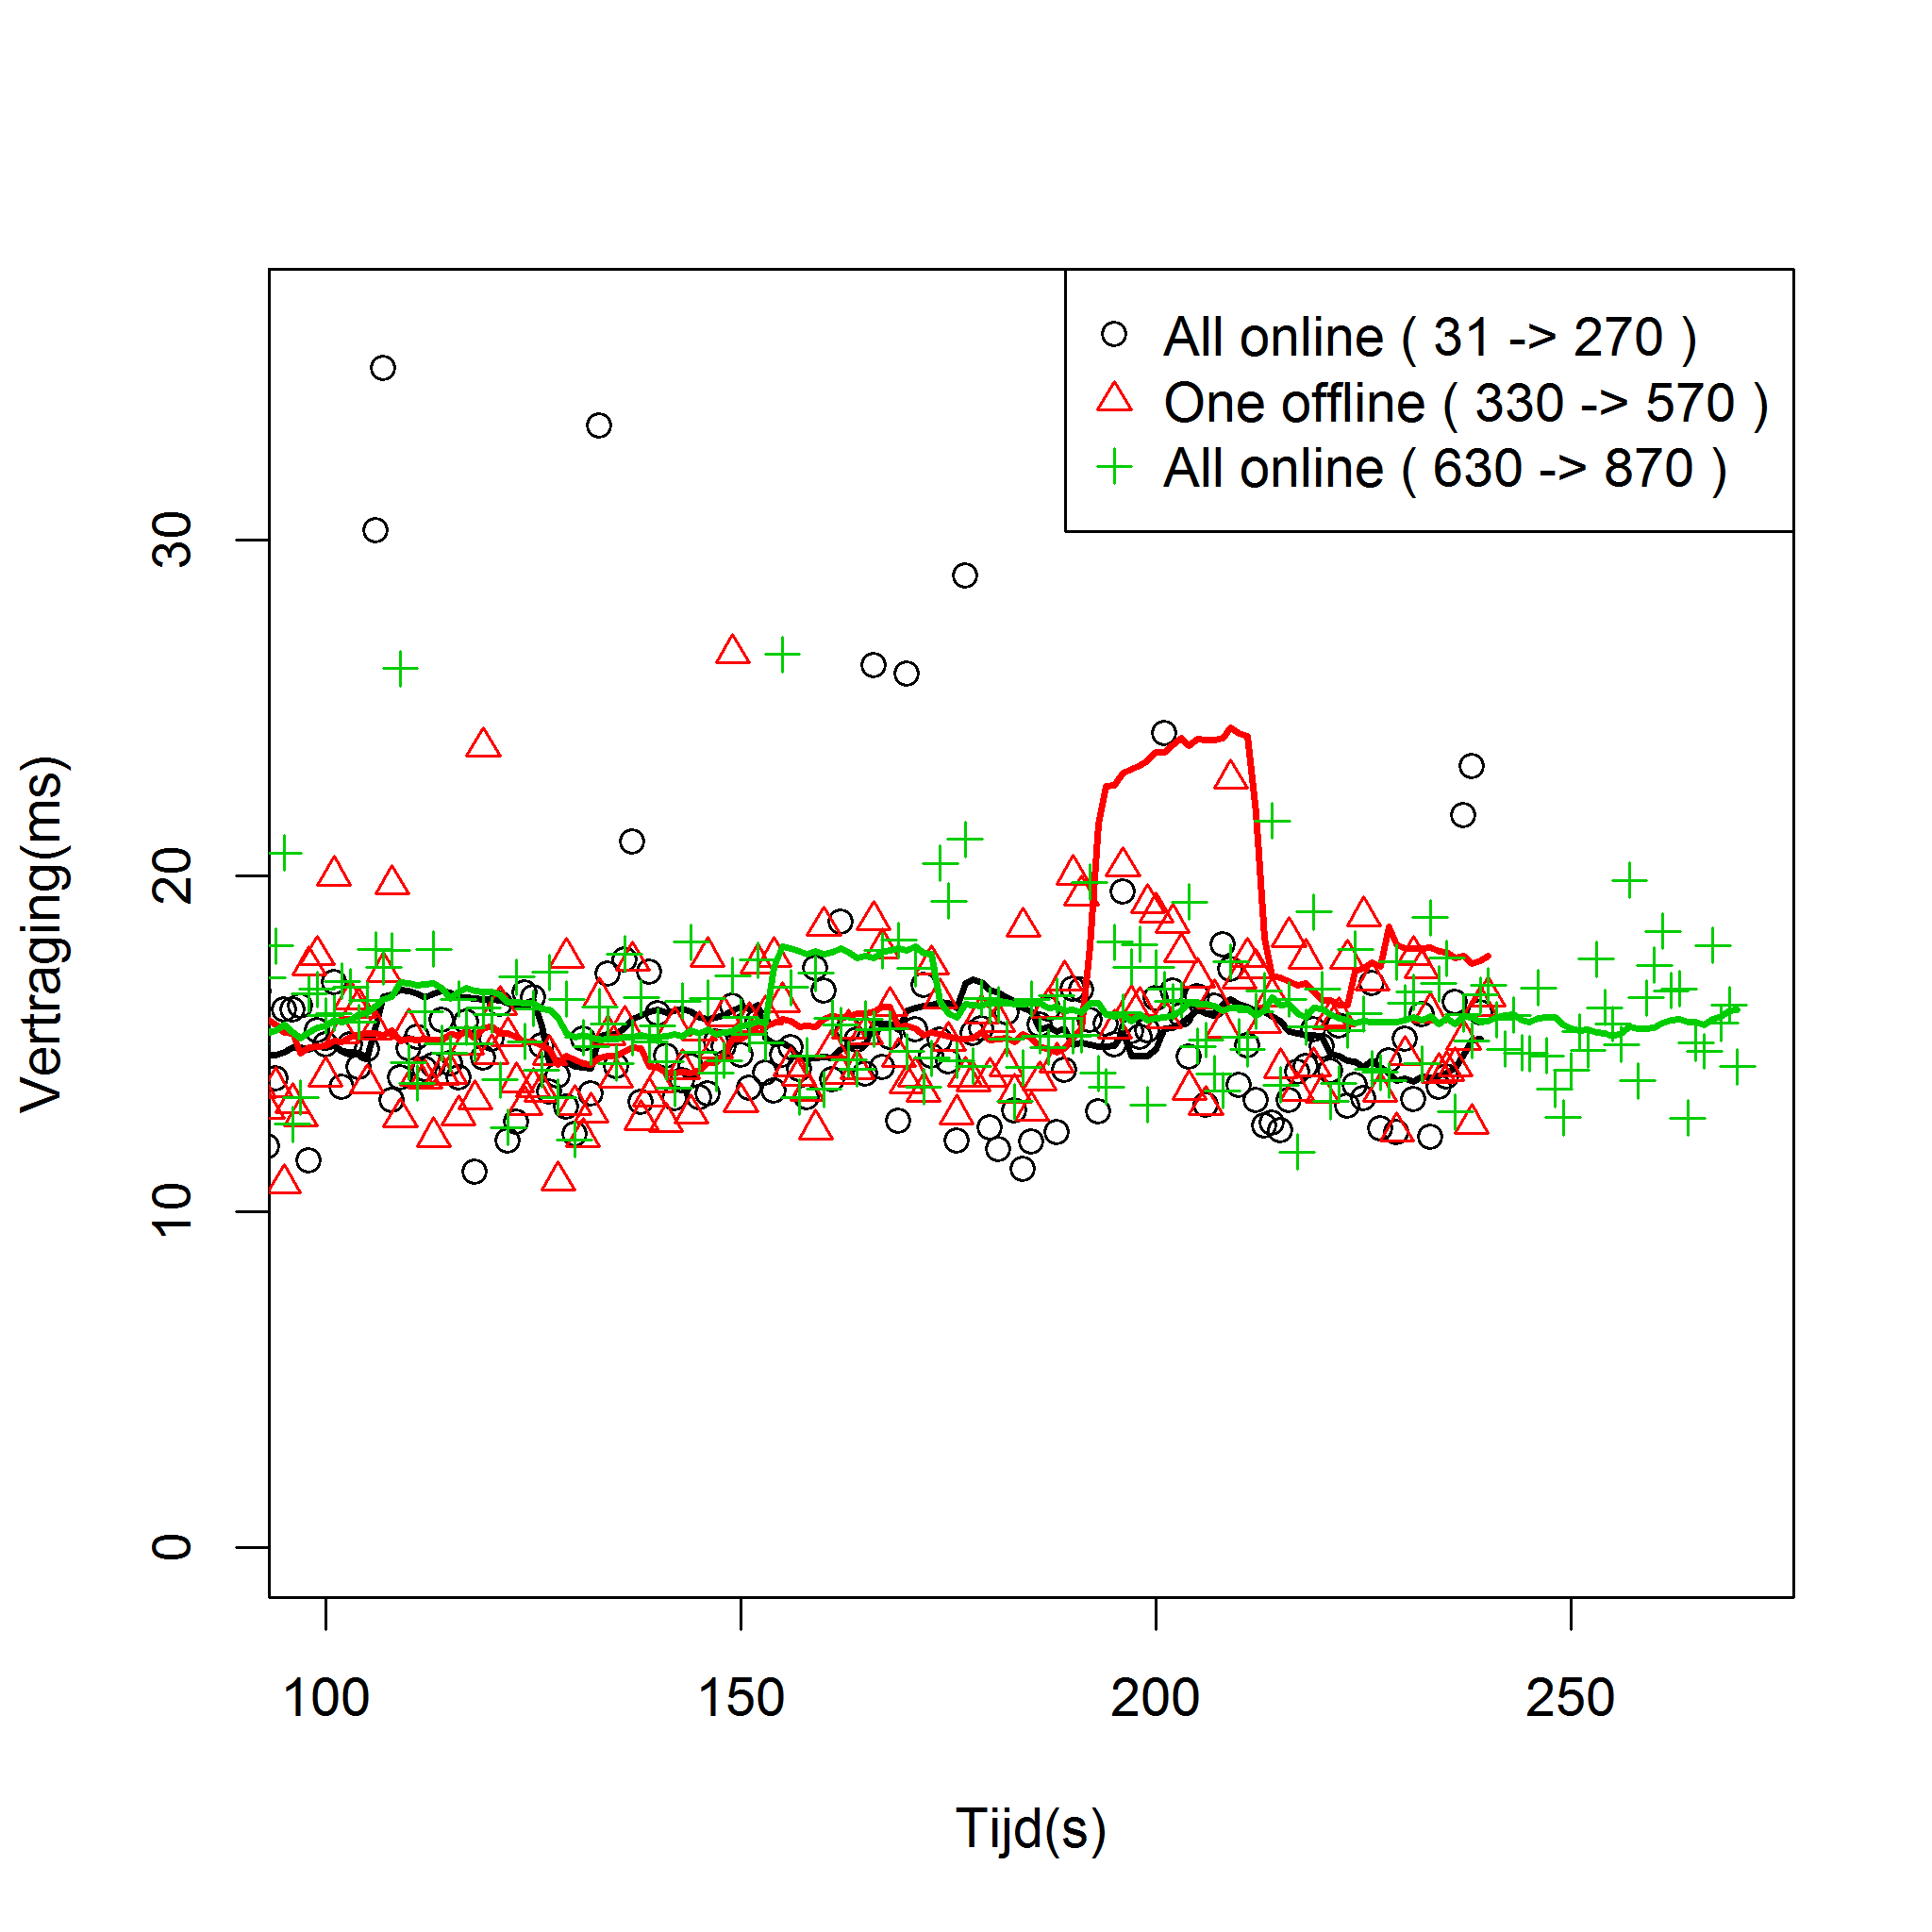 All online ( 31 -> 270 )
One offline ( 330 -> 570 )
All online ( 630 -> 870 )
30
20
10
0
Vertraging(ms)
100
150
200
250
Tijd(s)